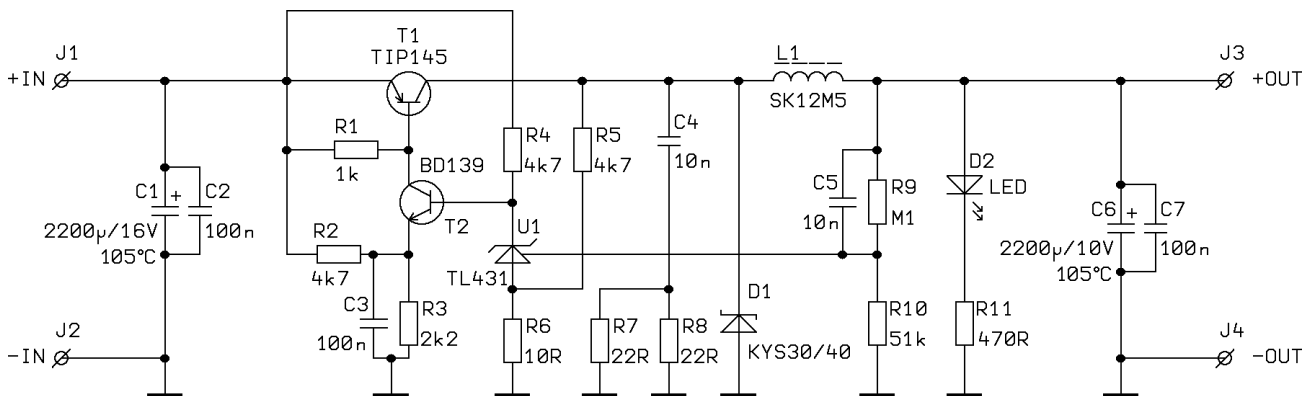 J1
+IN
T1
TIP145
L1
SK12M5
J3
+OUT
R1
1k
BD139
T2
R4
4k7
R5
4k7
C4
10n
C5
10n
R9
M1
D2
LED
C1
+
2200µ/16V
105°C
C2
100n
R2
4k7
U1
TL431
C6
+
2200µ/10V
105°C
C7
100n
J2
-IN
C3
100n
R3
2k2
R6
10R
R7
22R
R8
22R
D1
KYS30/40
R10
51k
R11
470R
J4
-OUT